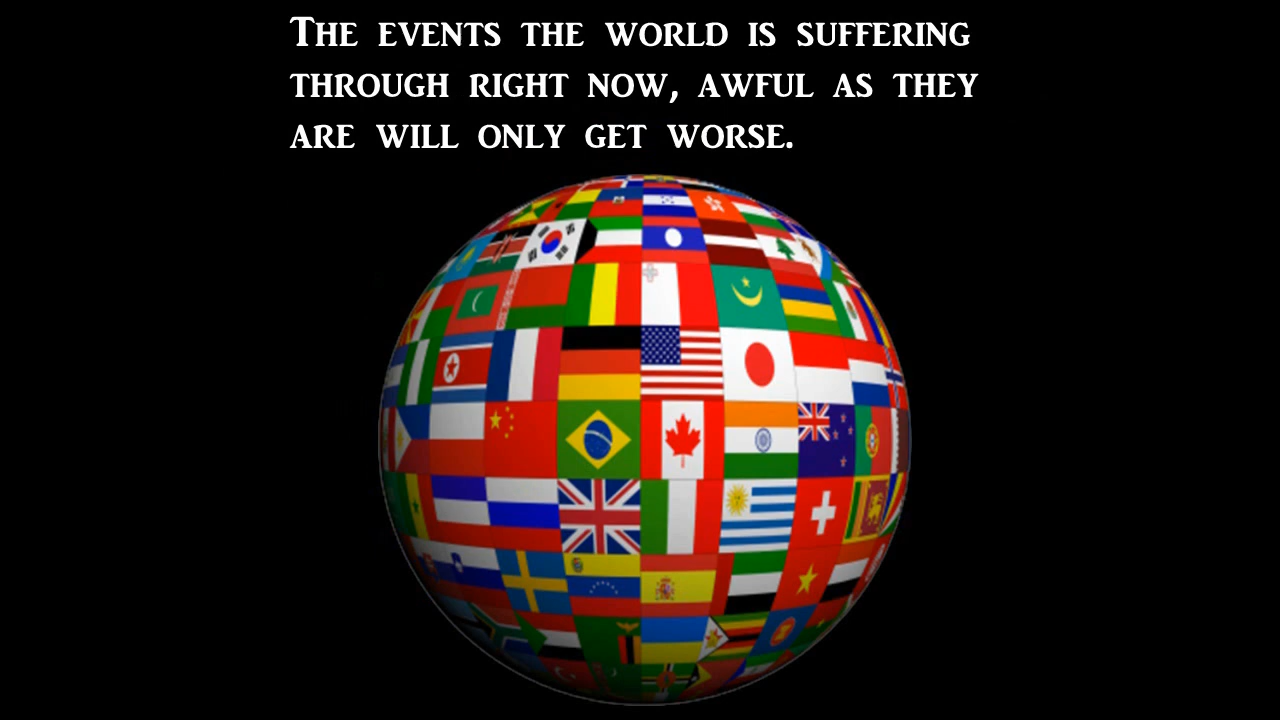 The events the world is suffering
through right now, awful as they
are will only get worse.